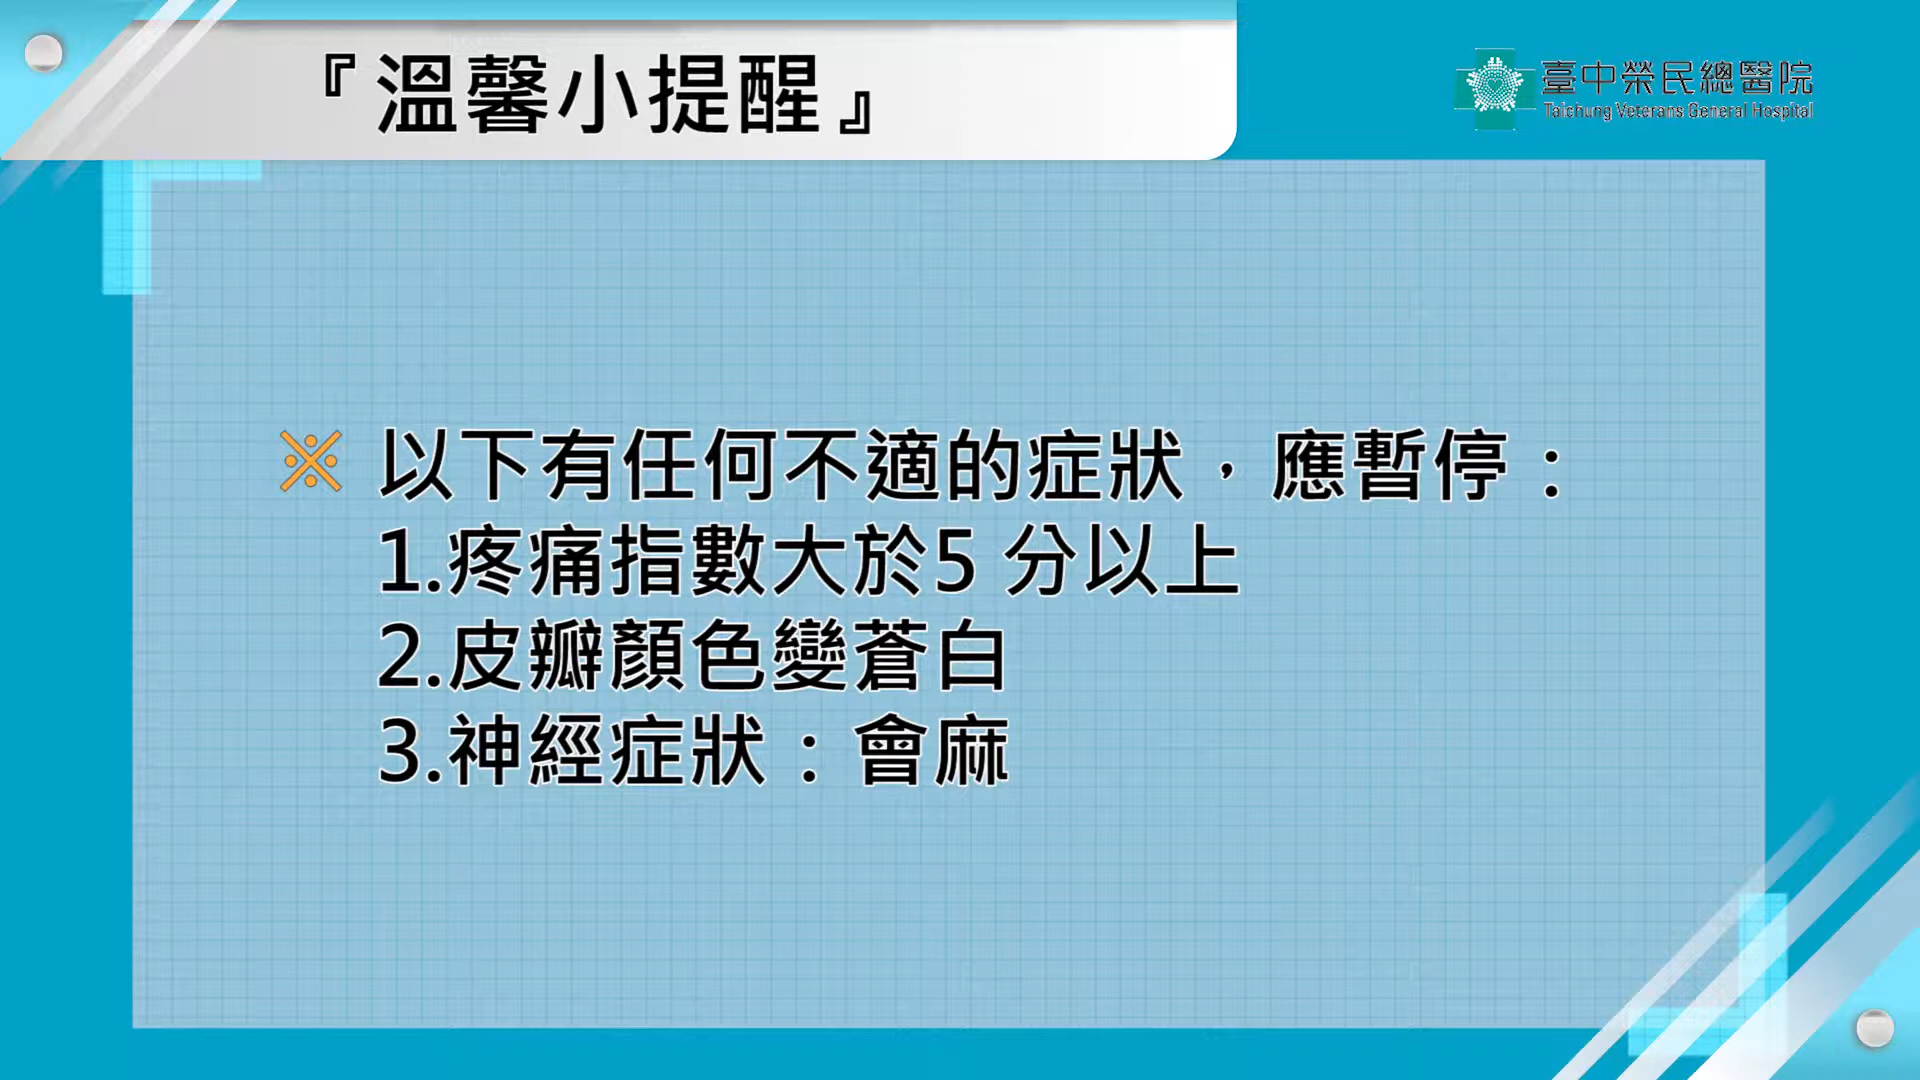 『溫馨小提醒』
臺中榮民總醫院
Taichung Veterans General Hospital
※ 以下有任何不適的症狀，應暫停：
1.疼痛指數大於5 分以上
2.皮瓣顏色變蒼白
3.神經症狀：會麻